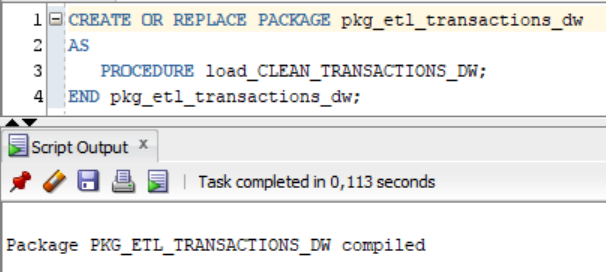 1 CREATE OR REPLACE PACKAGE pkg_etl_transactions_dw
2 AS
3 PROCEDURE load_CLEAN_TRANSACTIONS_DW;
4 END pkg_etl_transactions_dw;
Script Output x
Task completed in 0,113 seconds
Package PKG_ETL_TRANSACTIONS_DW compiled